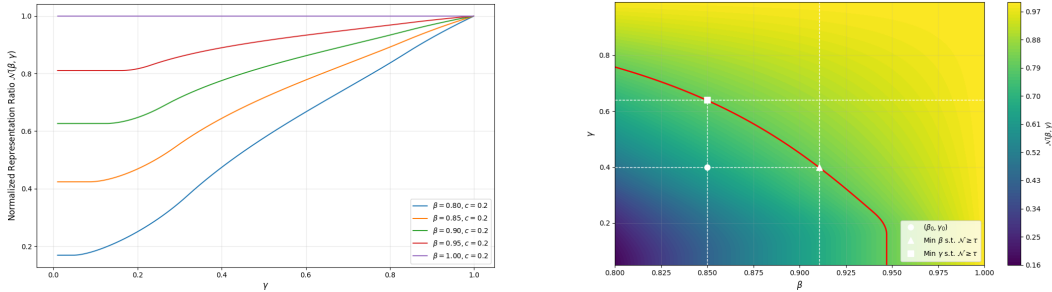 Normalized Representation Ratio 𝒩(β, γ)
1.0
0.8
0.6
0.4
0.2
0.0
0.2
0.4
0.6
0.8
1.0
γ
β = 0.80, c = 0.2
β = 0.85, c = 0.2
β = 0.90, c = 0.2
β = 0.95, c = 0.2
β = 1.00, c = 0.2
γ
0.8
0.6
0.4
0.2
0.800
0.825
0.850
0.875
0.900
0.925
0.950
0.975
1.000
β
(β₀, γ₀)
Min β s.t. 𝒩 ≥ τ
Min γ s.t. 𝒩 ≥ τ
0.97
0.88
0.79
0.70
0.61
0.52
0.43
0.34
0.25
0.16
𝒩(β, γ)